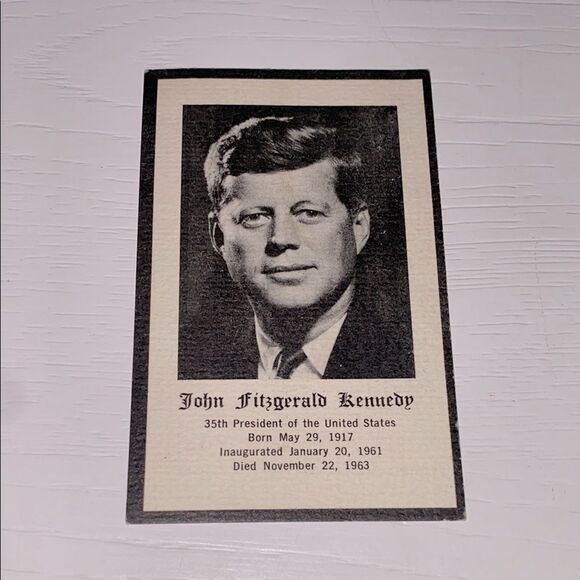 John Fitzgerald Kennedy
35th President of the United States
Born May 29, 1917
Inaugurated January 20, 1961
Died November 22, 1963